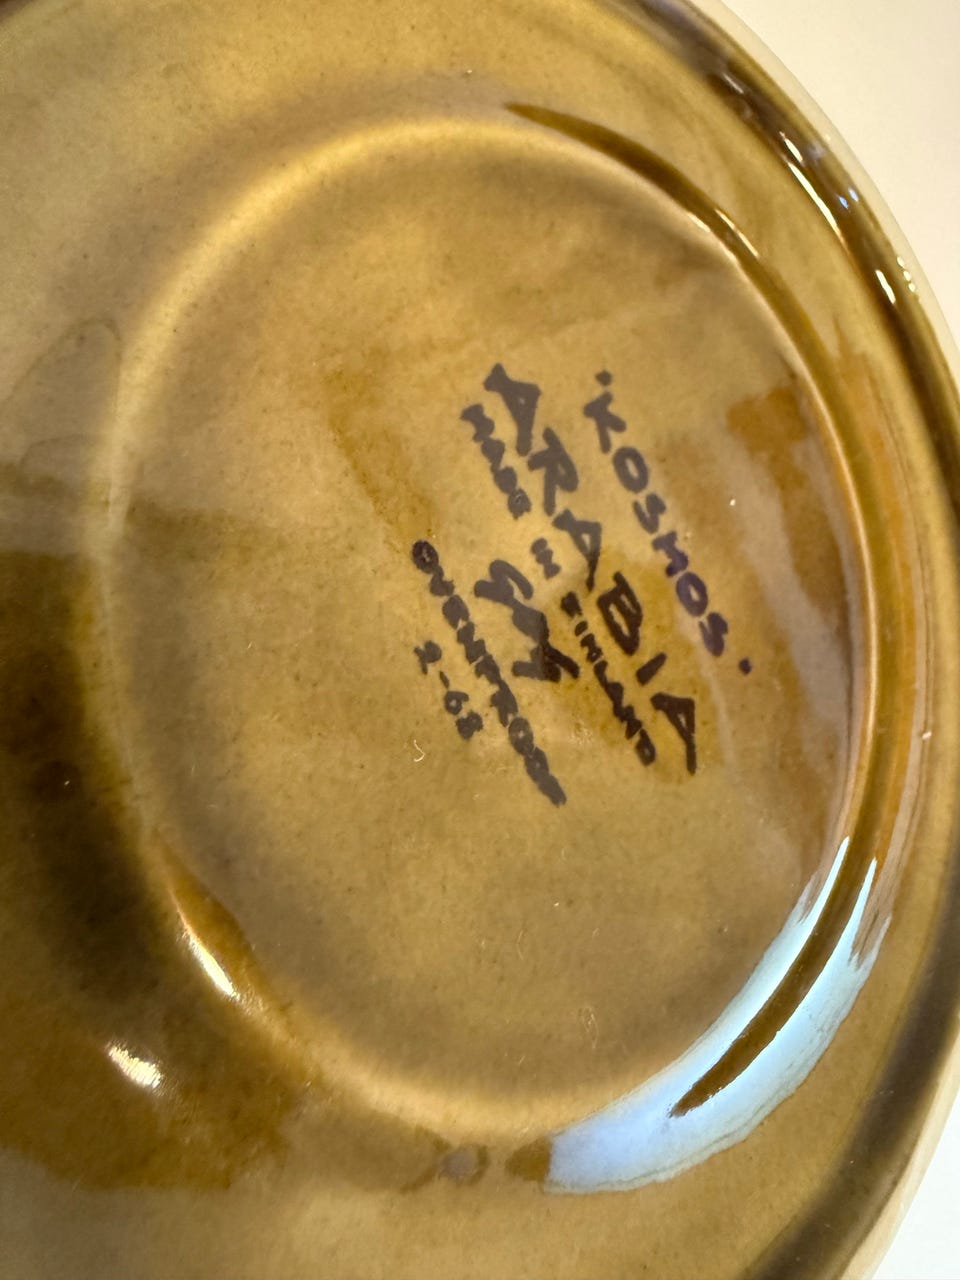 "KOSMOS"
ARABIA
MADE IN FINLAND
OVENPROOF
2-68